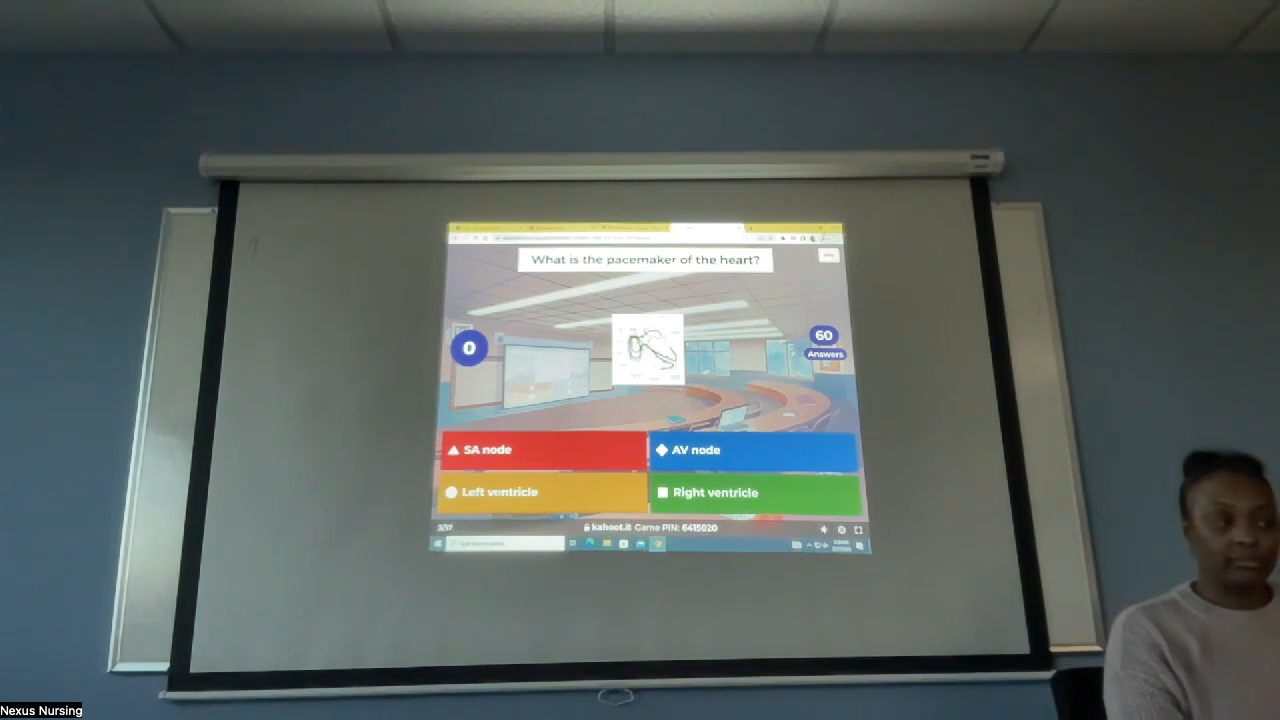 What is the pacemaker of the heart?
0
60
Answers
SA node
AV node
Left ventricle
Right ventricle
kahoot.it Game PIN: 6415020
Nexus Nursing